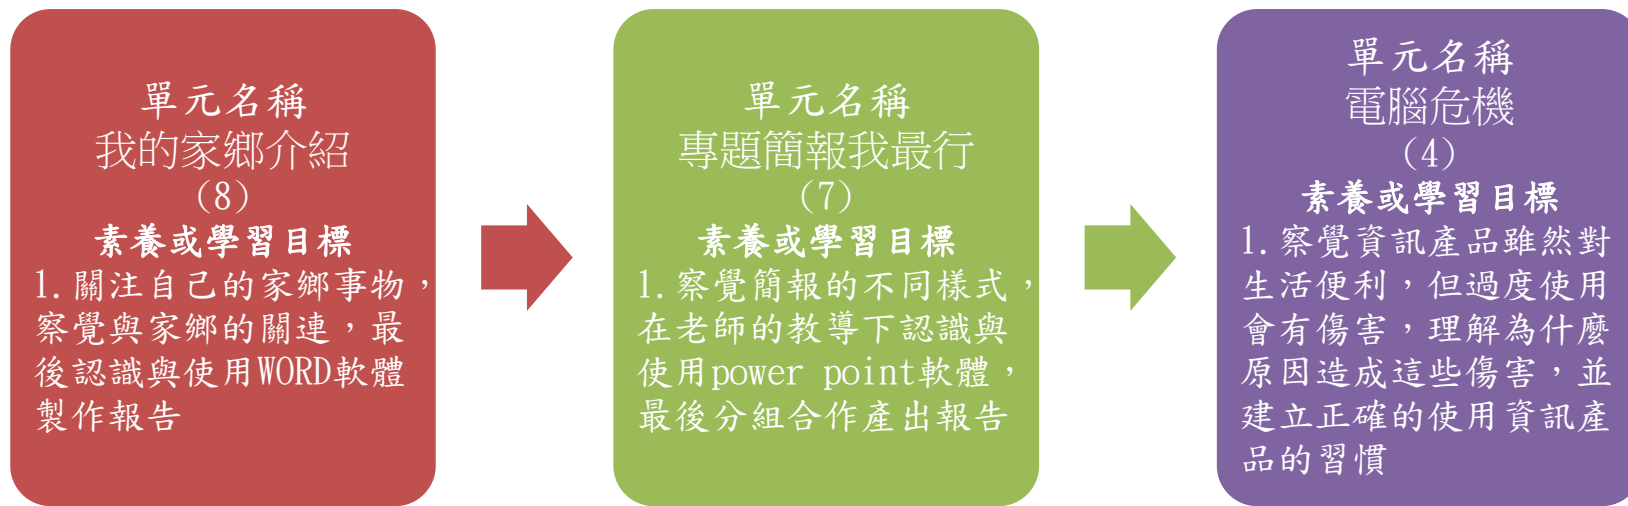 單元名稱
我的家鄉介紹
(8)
素養或學習目標
1.關注自己的家鄉事物，
察覺與家鄉的關連，最
後認識與使用WORD軟體
製作報告
單元名稱
專題簡報我最行
(7)
素養或學習目標
1.察覺簡報的不同樣式，
在老師的教導下認識與
使用power point軟體，
最後分組合作產出報告
單元名稱
電腦危機
(4)
素養或學習目標
1.察覺資訊產品雖然對
生活便利，但過度使用
會有傷害，理解為什麼
原因造成這些傷害，並
建立正確的使用資訊產
品的習慣